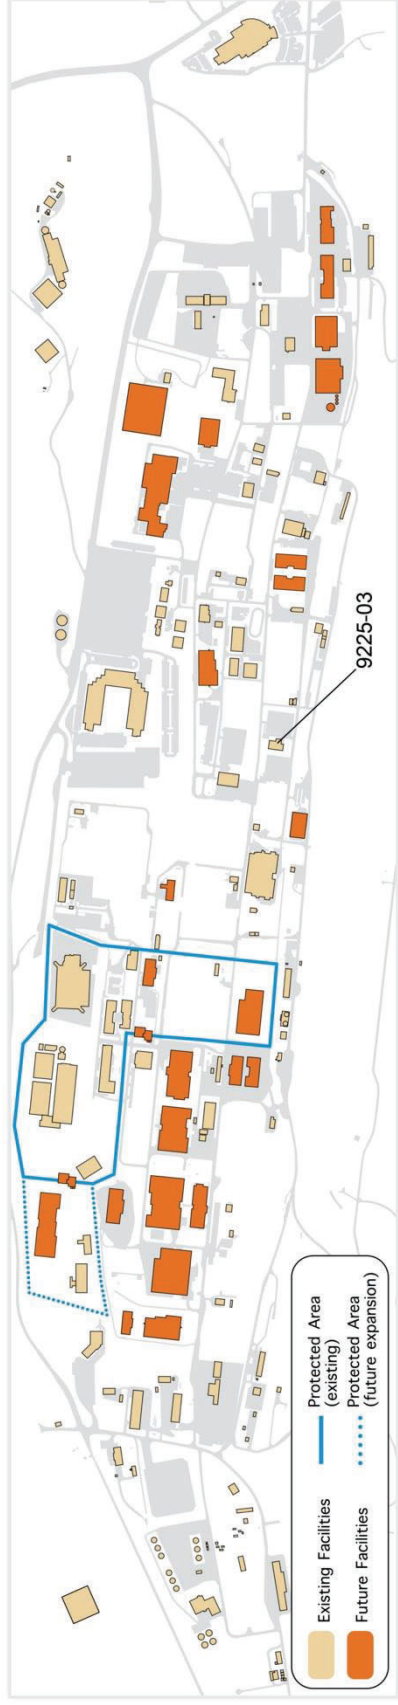 9225-03
Existing Facilities
Future Facilities
Protected Area
(existing)
Protected Area
(future expansion)